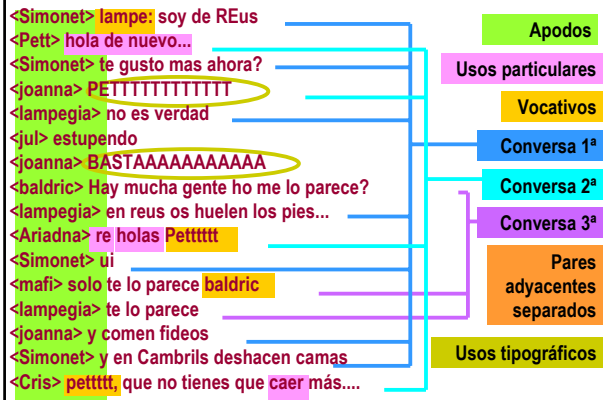 <Simonet> lampe: soy de REus
<Pett> hola de nuevo...
<Simonet> te gusto mas ahora?
<joanna> PETTTTTTTTTTTT
<lampegia> no es verdad
<jul> estupendo
<joanna> BASTAAAAAAAAAAA
<baldric> Hay mucha gente ho me lo parece?
<lampegia> en reus os huelen los pies...
<Ariadna> re holas Pettttttt
<Simonet> ui
<mafi> solo te lo parece baldric
<lampegia> te lo parece
<joanna> y comen fideos
<Simonet> y en Cambrils deshacen camas
<Cris> pettttt, que no tienes que caer más....
Apodos
Usos particulares
Vocativos
Conversa 1ª
Conversa 2ª
Conversa 3ª
Pares
adyacentes
separados
Usos tipográficos